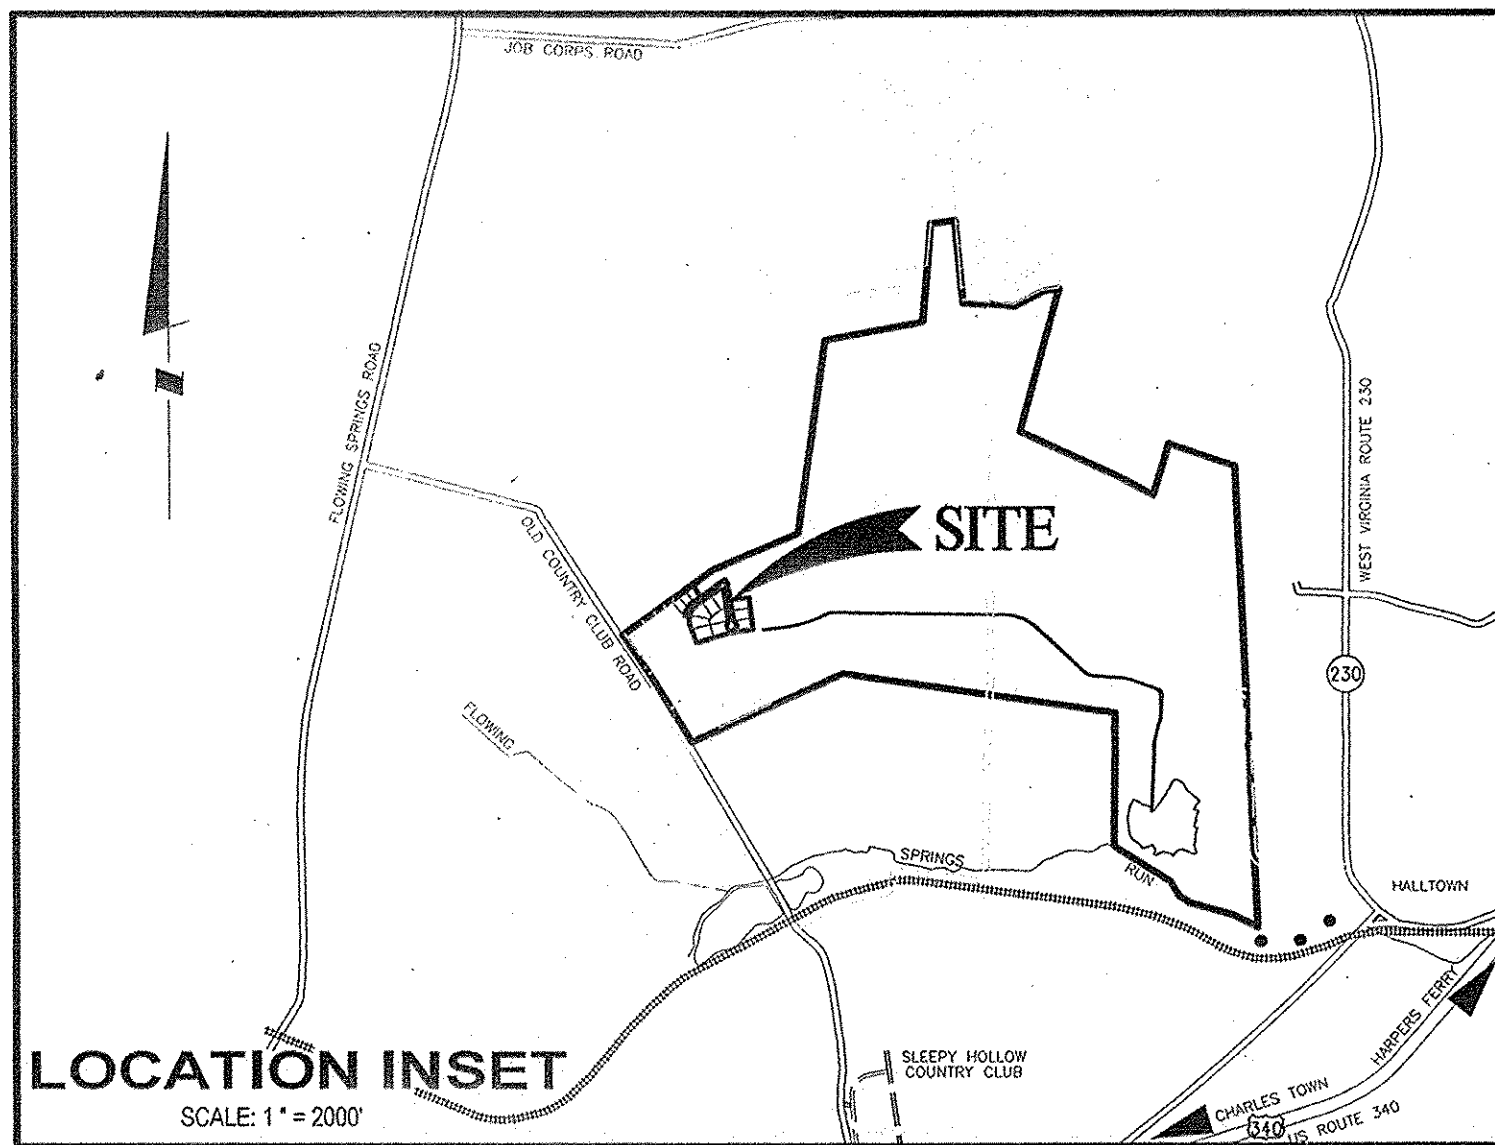 JOB CORPS ROAD
FLOWING SPRINGS ROAD
OLD COUNTRY CLUB ROAD
SITE
WEST VIRGINIA ROUTE 230
230
FLOWING
SPRINGS
RUN
HALLTOWN
HARPERS FERRY
SLEEPY HOLLOW
COUNTRY CLUB
CHARLES TOWN
340
US ROUTE 340
LOCATION INSET
SCALE: 1" = 2000'
N